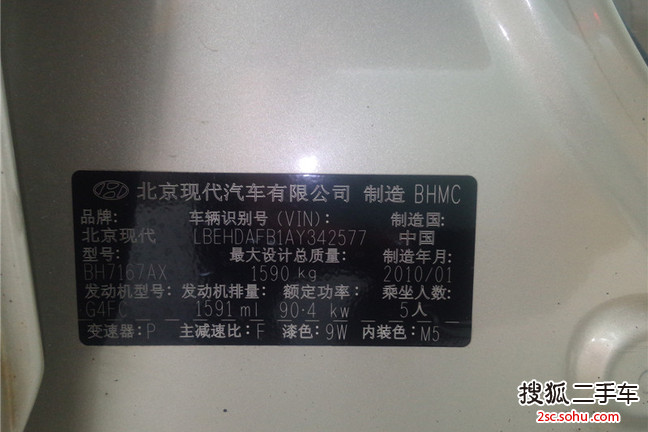 北京现代汽车有限公司 制造 BHMC
品牌: 车辆识别号 (VIN): 制造国:
北京现代 LBEHDAFB1AY342577 中国
型号: 最大设计总质量: 制造年月:
BH7167AX 1590 kg 2010/01
发动机型号: 发动机排量: 额定功率: 乘坐人数:
G4FC 1591 ml 90.4 kw 5人
变速器: P 主减速比: F 漆色: 9W 内装色: M5
搜狐二手车
2sc.sohu.com